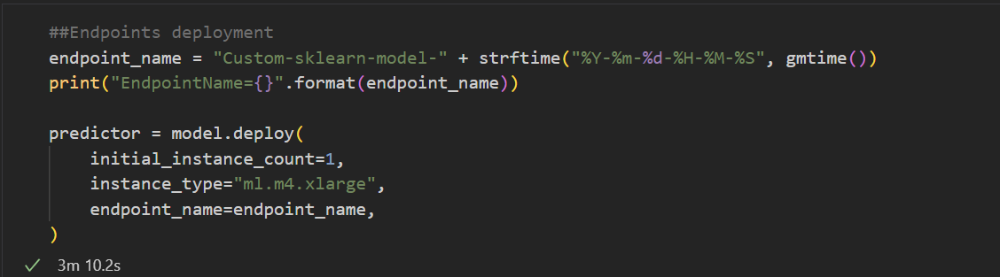 ##Endpoints deployment
endpoint_name = "Custom-sklearn-model-" + strftime("%Y-%m-%d-%H-%M-%S", gmtime())
print("EndpointName={}".format(endpoint_name))
predictor = model.deploy(
    initial_instance_count=1,
    instance_type="ml.m4.xlarge",
    endpoint_name=endpoint_name,
)
✓ 3m 10.2s